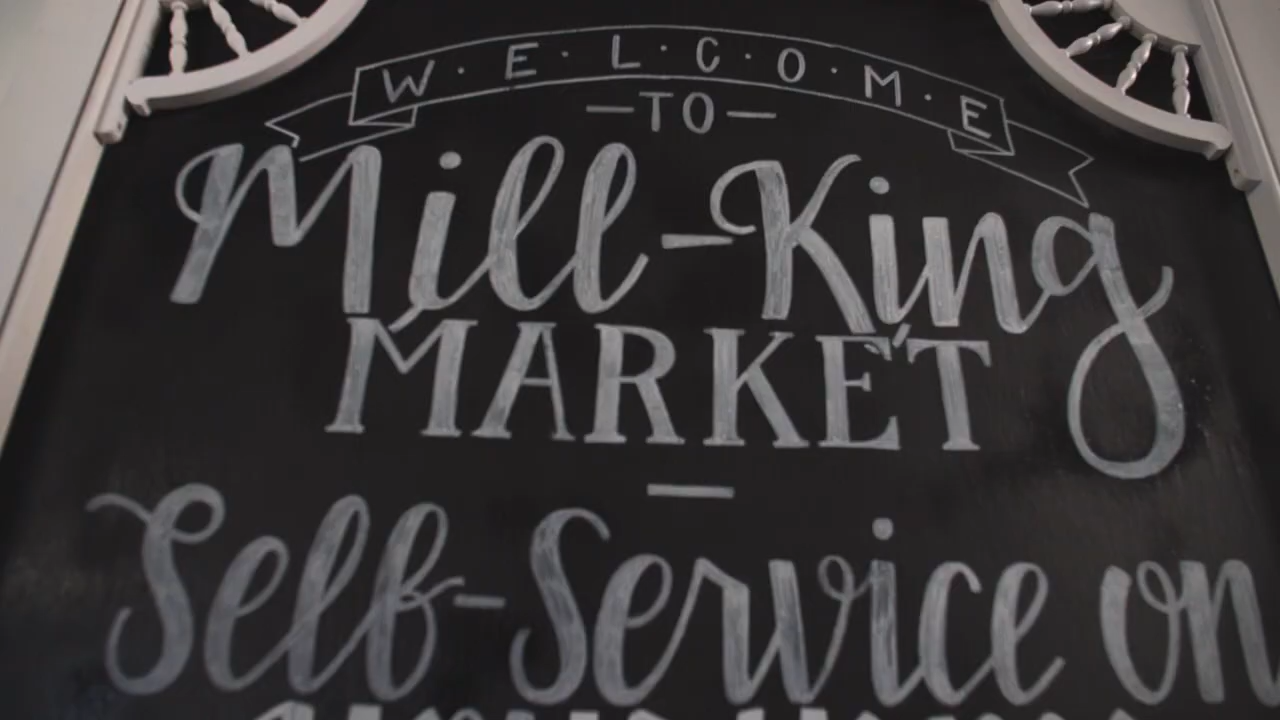 W·E·L·C·O·M·E
—TO—
Mill-King
MARKET
—
Self-Service on